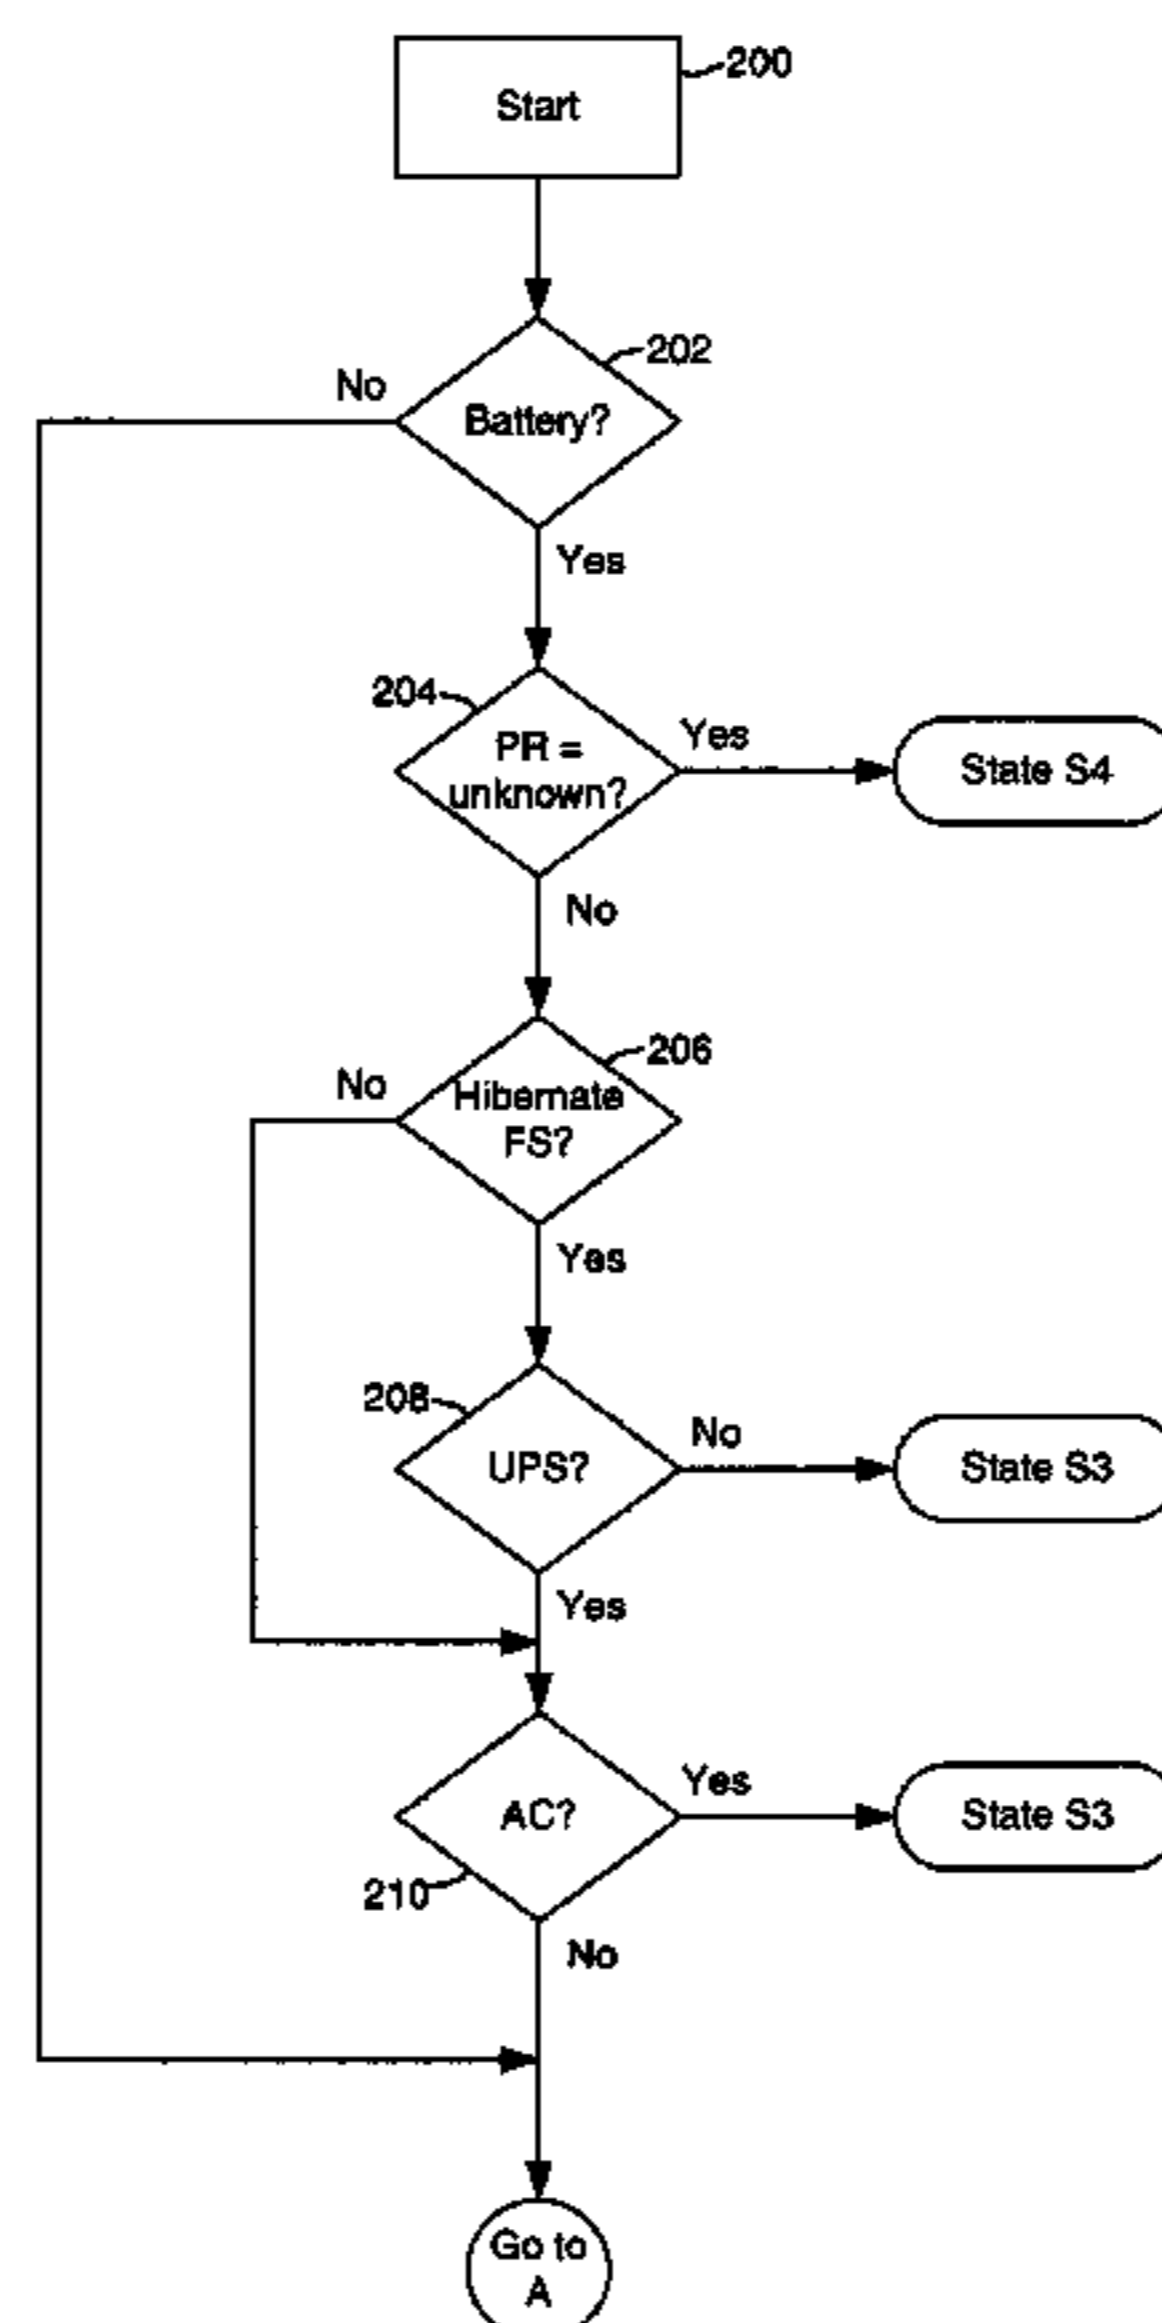 Start
200
202
No
Battery?
Yes
204
PR =
unknown?
Yes
State S4
No
206
No
Hibernate
FS?
Yes
208
UPS?
No
State S3
Yes
AC?
Yes
State S3
210
No
Go to
A